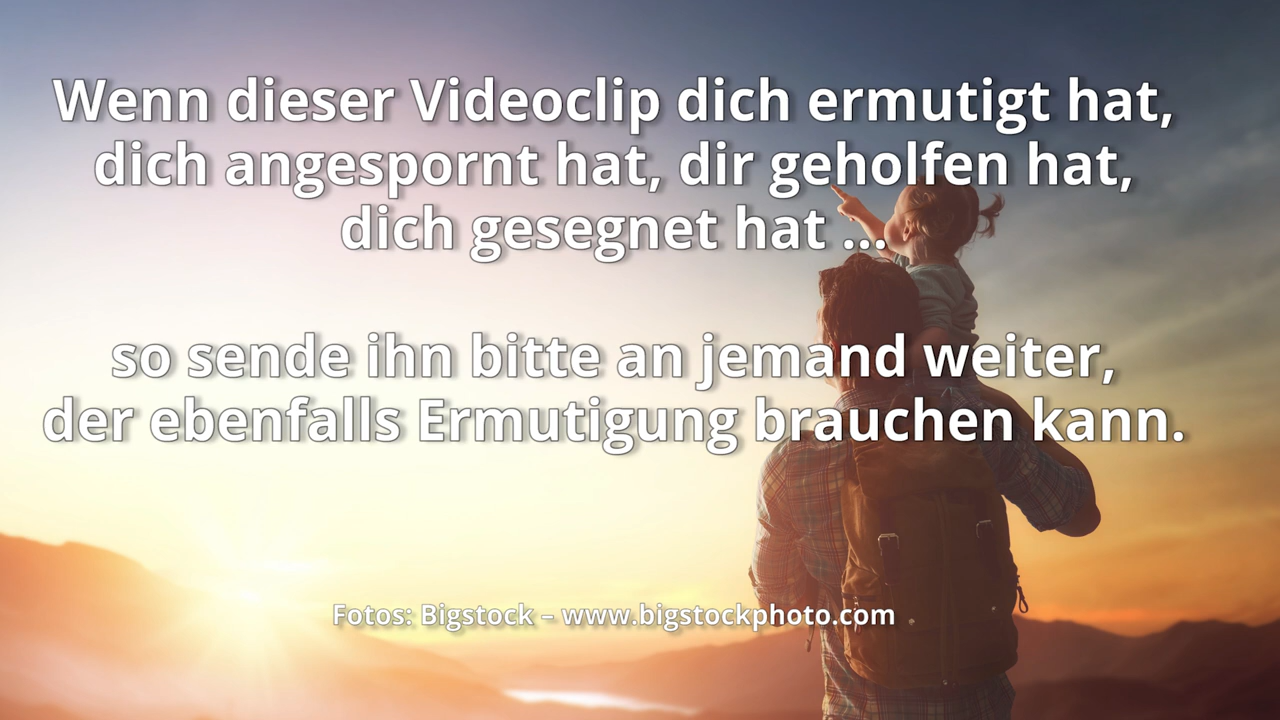 Wenn dieser Videoclip dich ermutigt hat,
dich angespornt hat, dir geholfen hat,
dich gesegnet hat ...
so sende ihn bitte an jemand weiter,
der ebenfalls Ermutigung brauchen kann.
Fotos: Bigstock – www.bigstockphoto.com